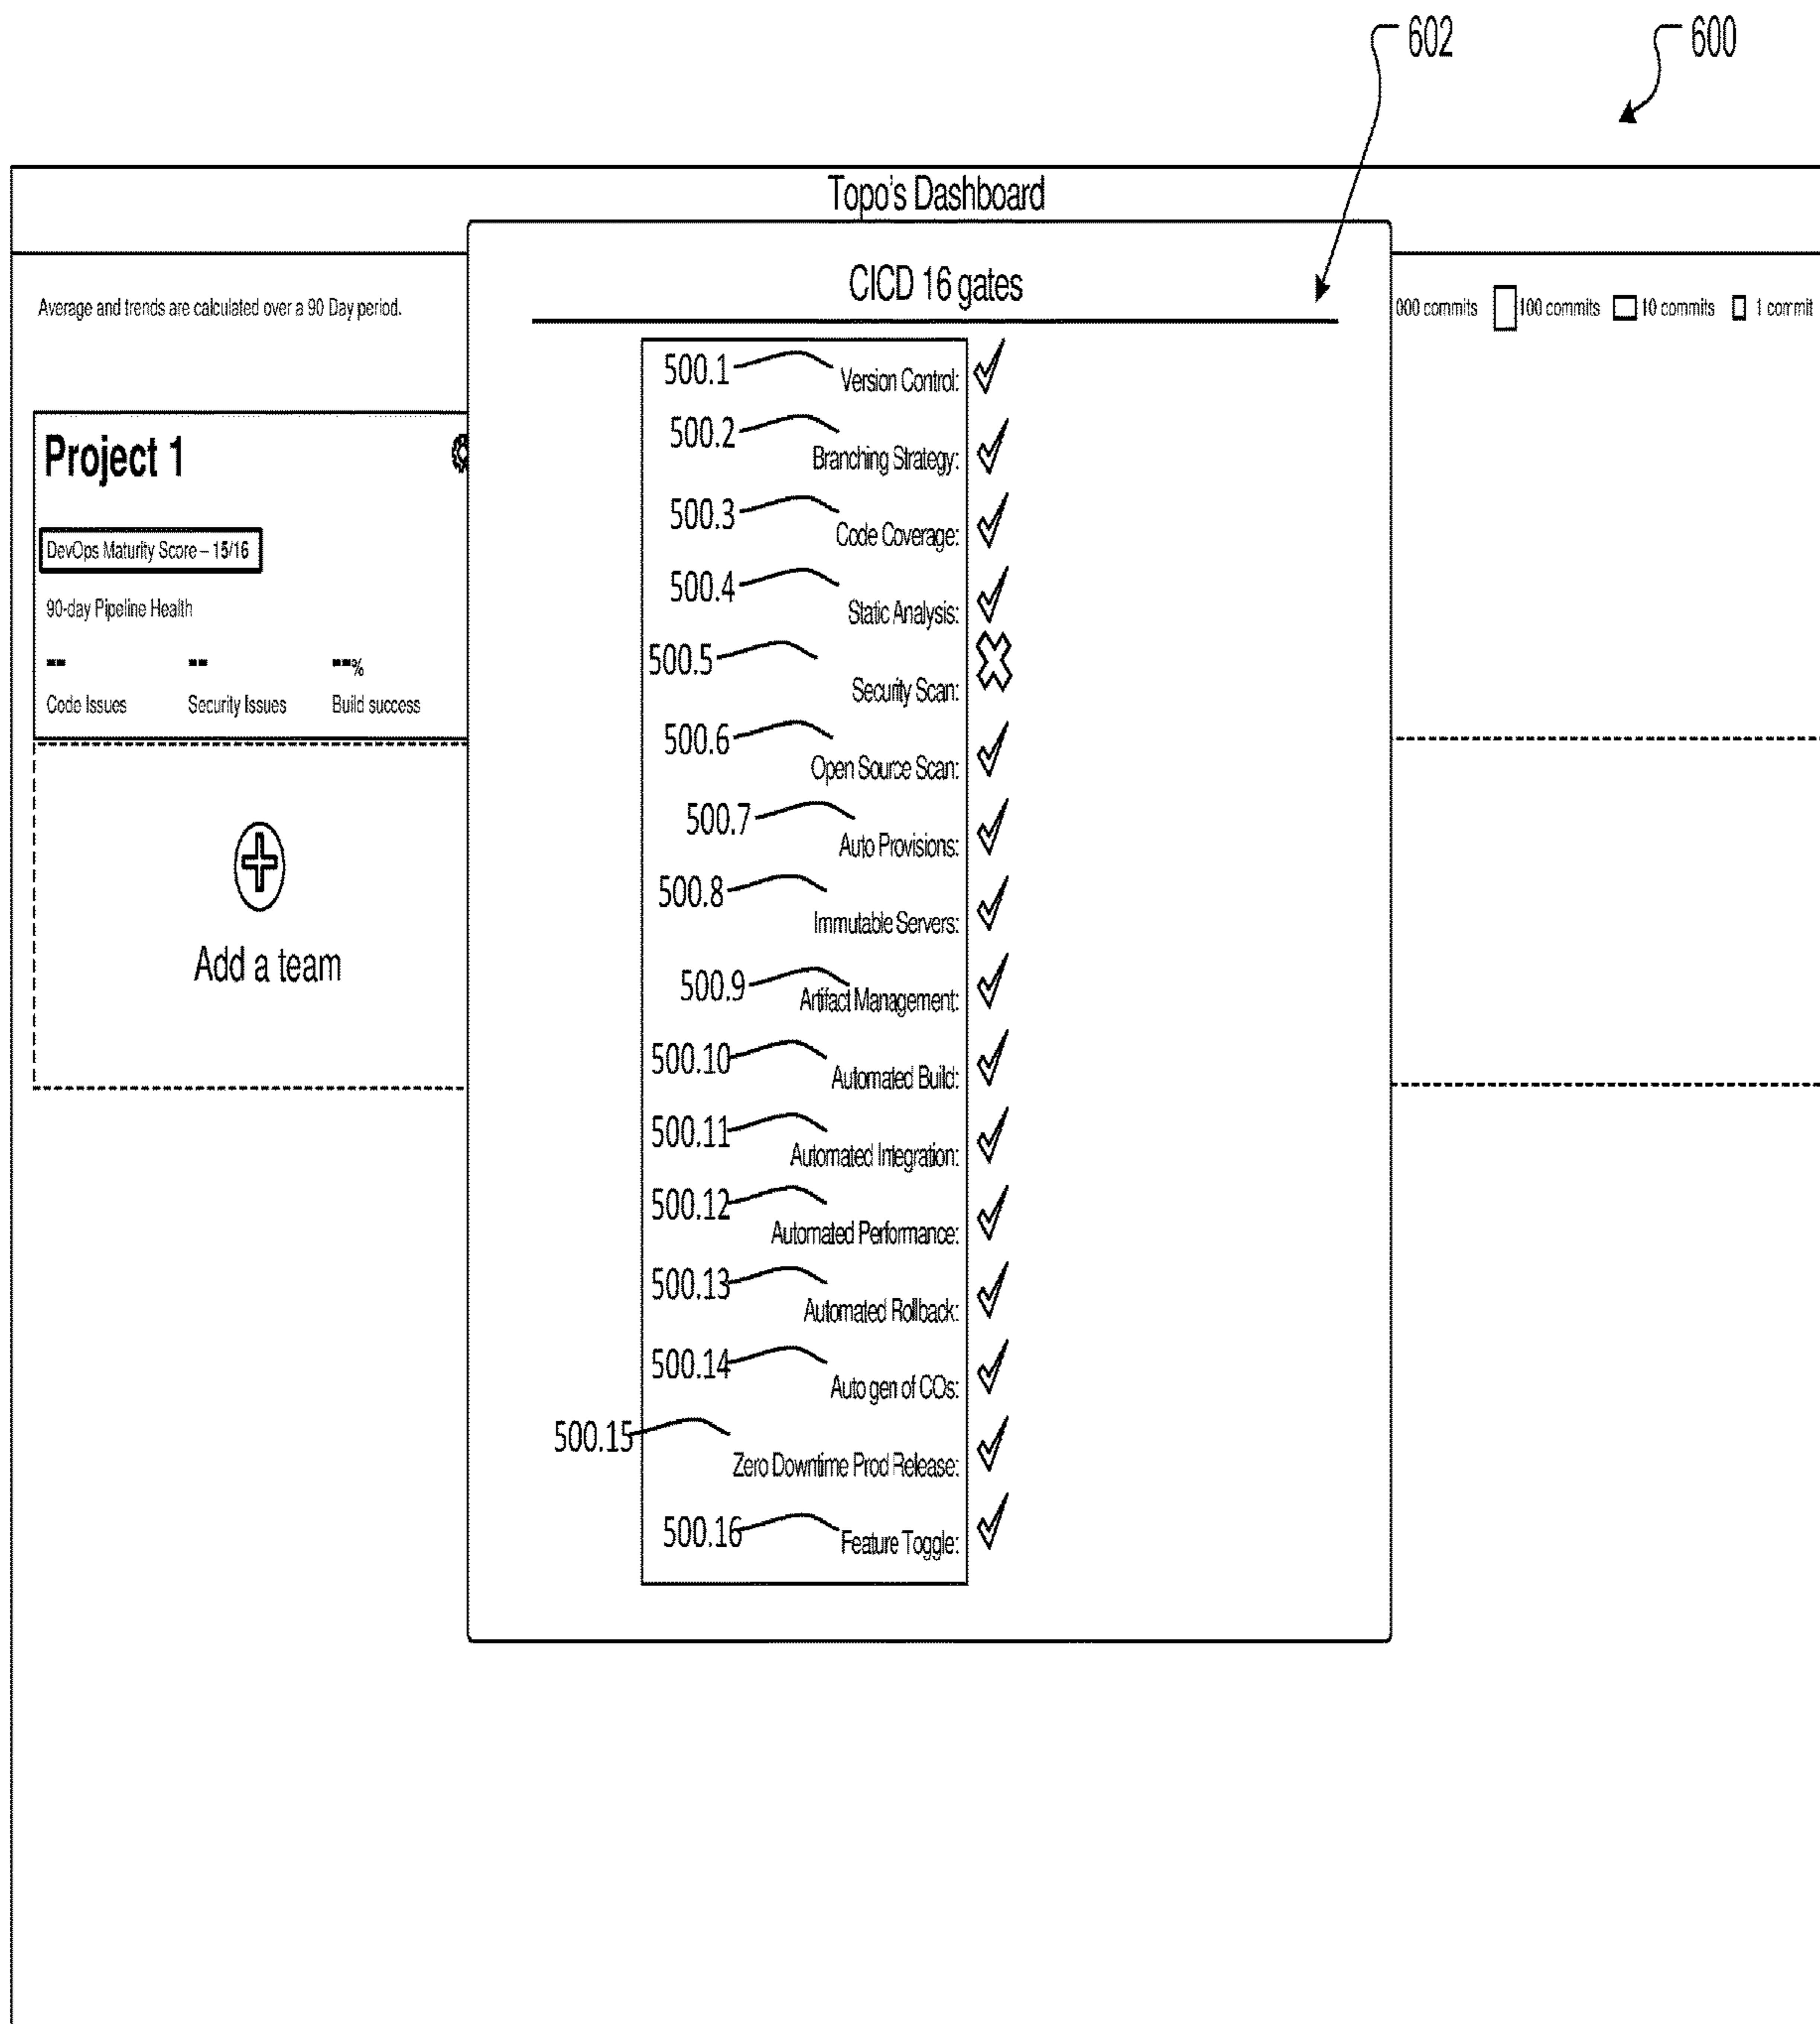 602
600
Topo's Dashboard
CICD 16 gates
Average and trends are calculated over a 90 Day period.
000 commits 100 commits 10 commits 1 commit
Project 1
DevOps Maturity Score – 15/16
90-day Pipeline Health
-- -- --%
Code Issues Security Issues Build success
Add a team
500.1 Version Control:
500.2 Branching Strategy:
500.3 Code Coverage:
500.4 Static Analysis:
500.5 Security Scan:
500.6 Open Source Scan:
500.7 Auto Provisions:
500.8 Immutable Servers:
500.9 Artifact Management:
500.10 Automated Build:
500.11 Automated Integration:
500.12 Automated Performance:
500.13 Automated Rollback:
500.14 Auto gen of COs:
500.15 Zero Downtime Prod Release:
500.16 Feature Toggle: